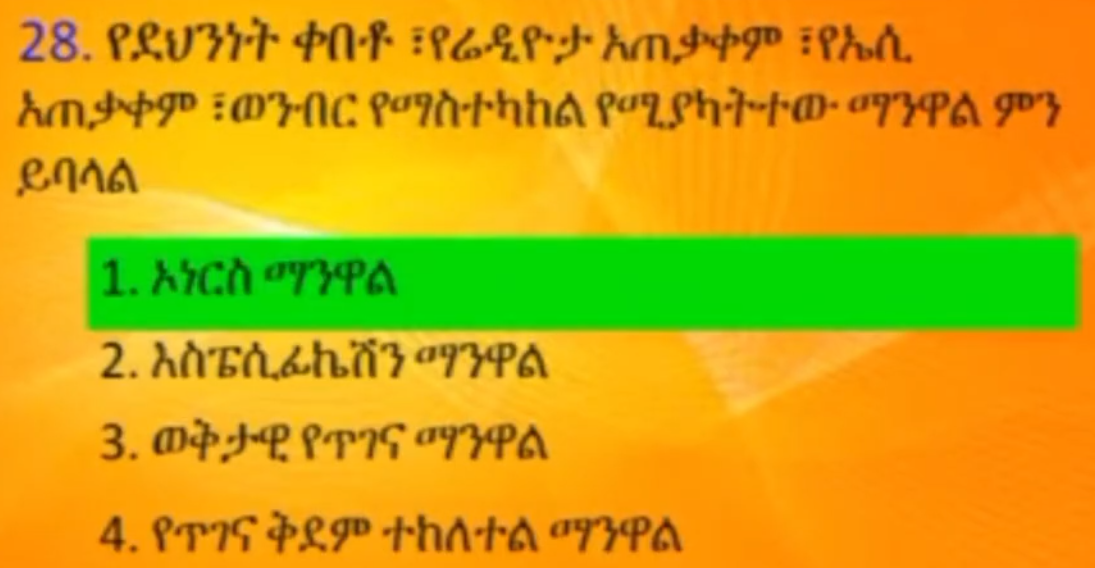 28. የደህንነት ቀበቶ ፣የሬዲዮታ አጠቃቀም ፣የኤሲ
አጠቃቀም ፣ወንብር የማስተካከል የሚያካትተው ማንዋል ምን
ይባላል
1. ኦነርስ ማንዋል
2. እስፔሲፊኬሽን ማንዋል
3. ወቅታዊ የጥገና ማንዋል
4. የጥገና ቅደም ተከለተል ማንዋል